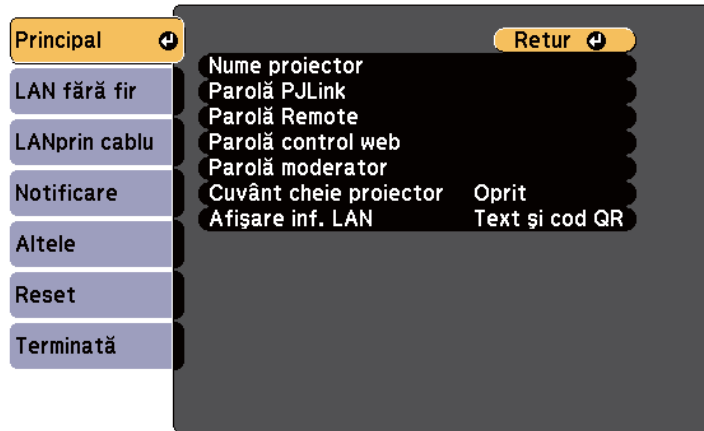 Principal
LAN fără fir
LANprin cablu
Notificare
Altele
Reset
Terminată
Retur
Nume proiector
Parolă PJLink
Parolă Remote
Parolă control web
Parolă moderator
Cuvânt cheie proiector Oprit
Afişare inf. LAN Text şi cod QR